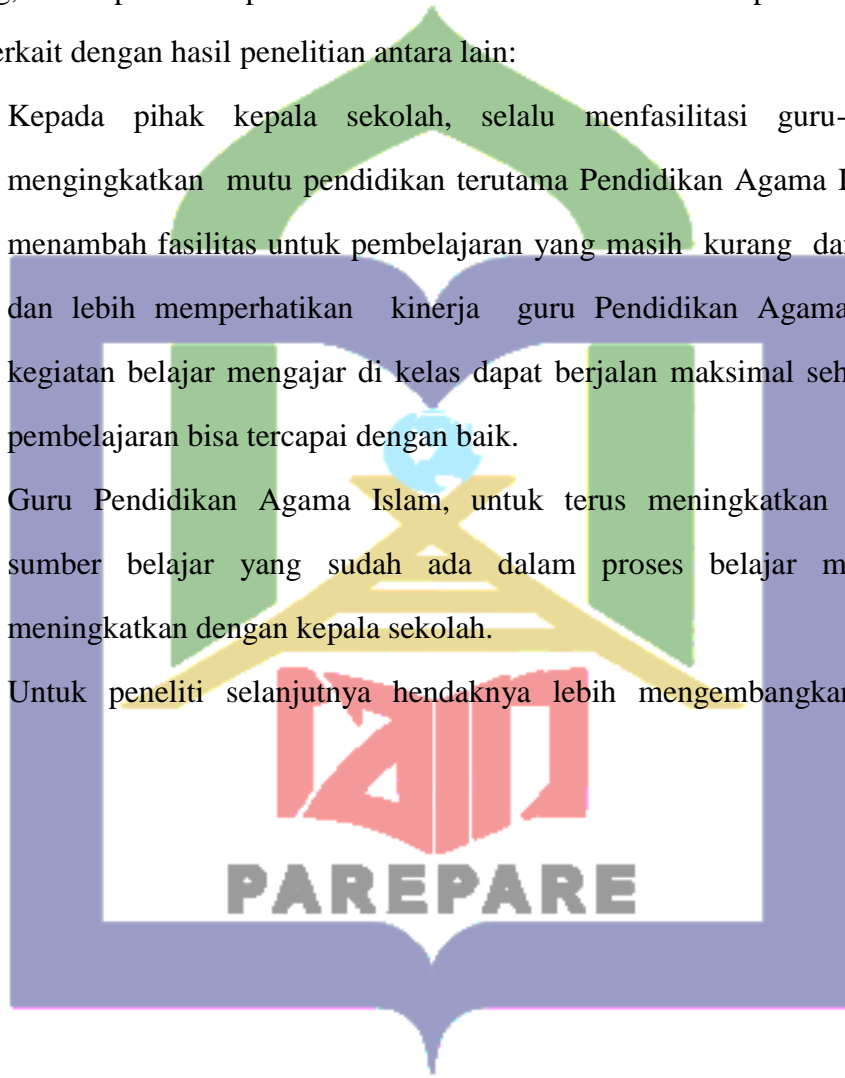 erkait dengan hasil penelitian antara lain:
Kepada pihak kepala sekolah, selalu menfasilitasi guru-
mengingkatkan mutu pendidikan terutama Pendidikan Agama
menambah fasilitas untuk pembelajaran yang masih kurang
dan lebih memperhatikan kinerja guru Pendidikan Agama
kegiatan belajar mengajar di kelas dapat berjalan maksimal seh
pembelajaran bisa tercapai dengan baik.
Guru Pendidikan Agama Islam, untuk terus meningkatkan
sumber belajar yang sudah ada dalam proses belajar m
meningkatkan dengan kepala sekolah.
Untuk peneliti selanjutnya hendaknya lebih mengembangkan
iain
PAREPARE